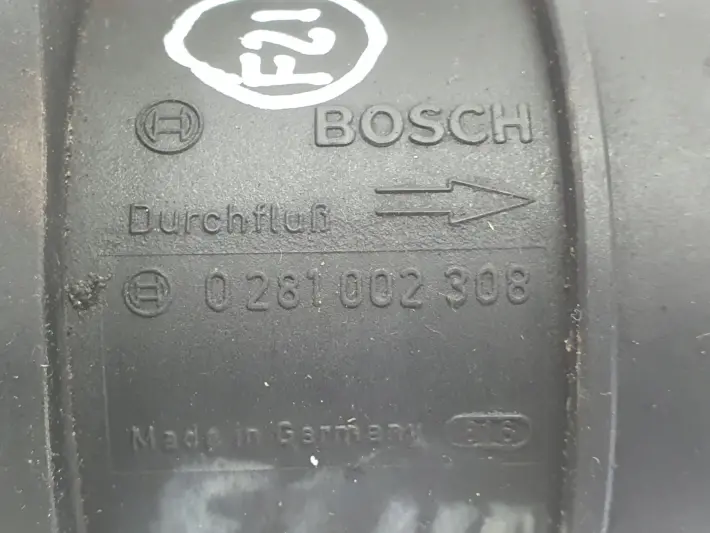 F21
BOSCH
Durchfluß
0 281 002 308
Made in Germany